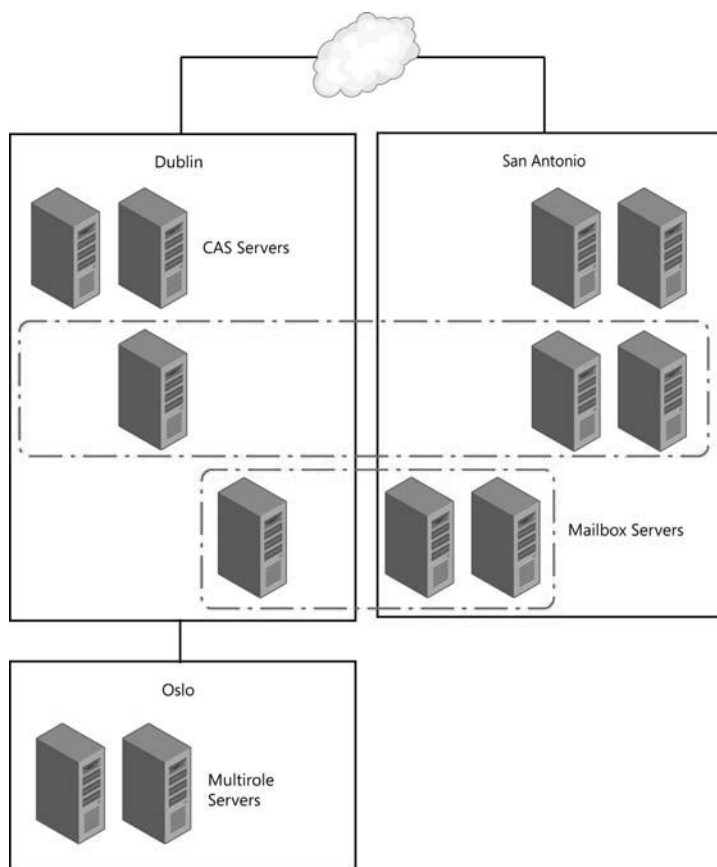 Dublin
San Antonio
CAS Servers
Mailbox Servers
Oslo
Multirole
Servers